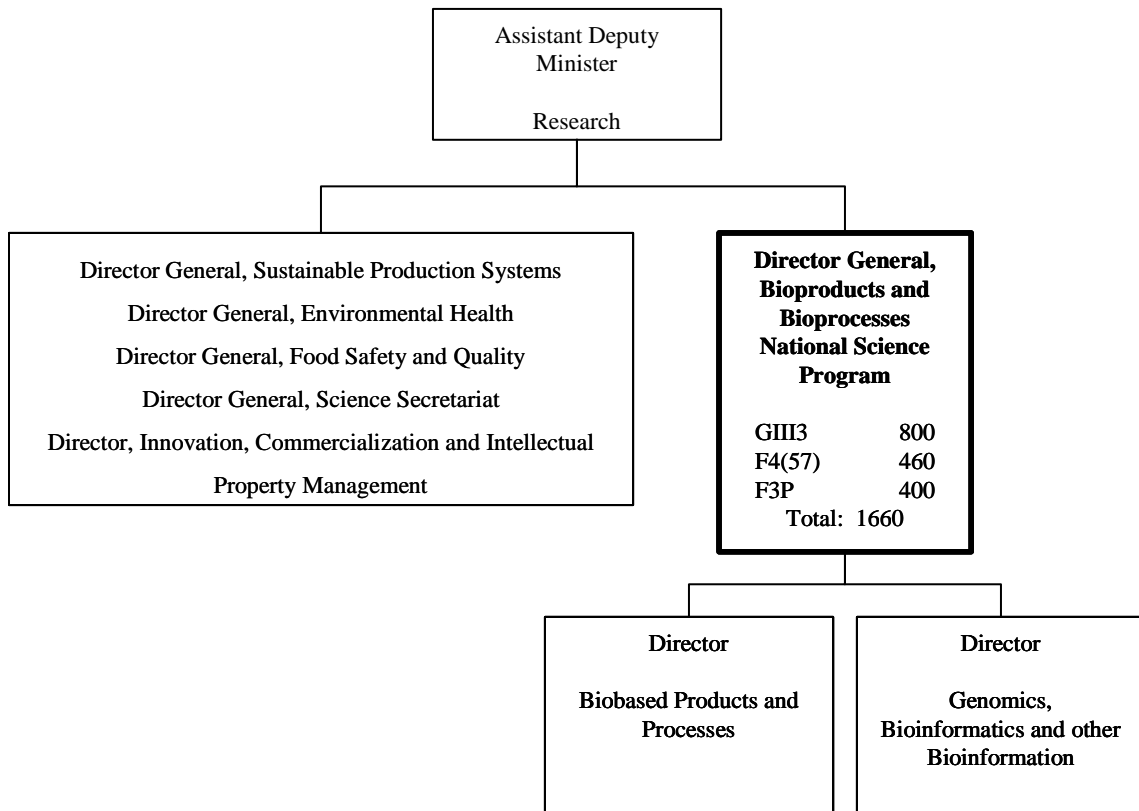 Assistant Deputy
Minister
Research
Director General, Sustainable Production Systems
Director General, Environmental Health
Director General, Food Safety and Quality
Director General, Science Secretariat
Director, Innovation, Commercialization and Intellectual
Property Management
Director General,
Bioproducts and
Bioprocesses
National Science
Program
GIII3 800
F4(57) 460
F3P 400
Total: 1660
Director
Biobased Products and
Processes
Director
Genomics,
Bioinformatics and other
Bioinformation